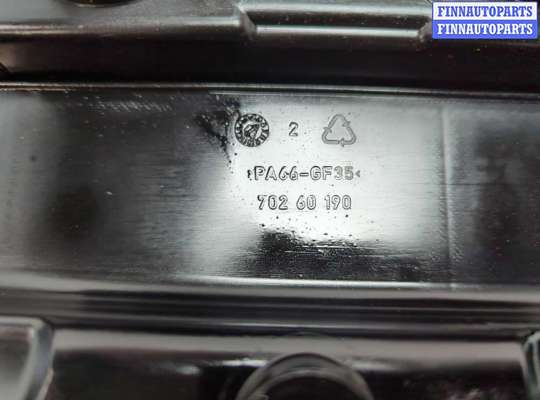 FINNAUTOPARTS
FINNAUTOPARTS
2
>PA66-GF35<
702 60 190